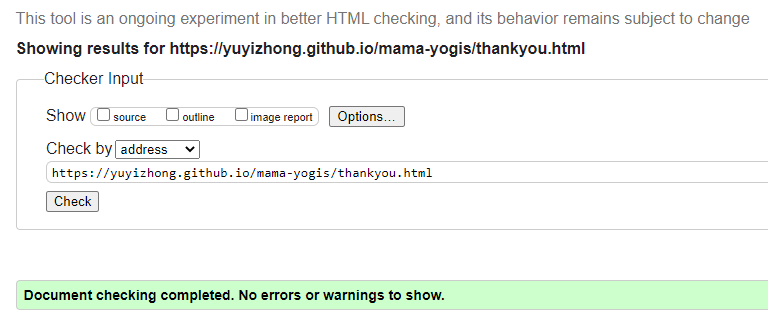 This tool is an ongoing experiment in better HTML checking, and its behavior remains subject to change
Showing results for https://yuyizhong.github.io/mama-yogis/thankyou.html
Checker Input
Show source outline image report Options...
Check by address
https://yuyizhong.github.io/mama-yogis/thankyou.html
Check
Document checking completed. No errors or warnings to show.